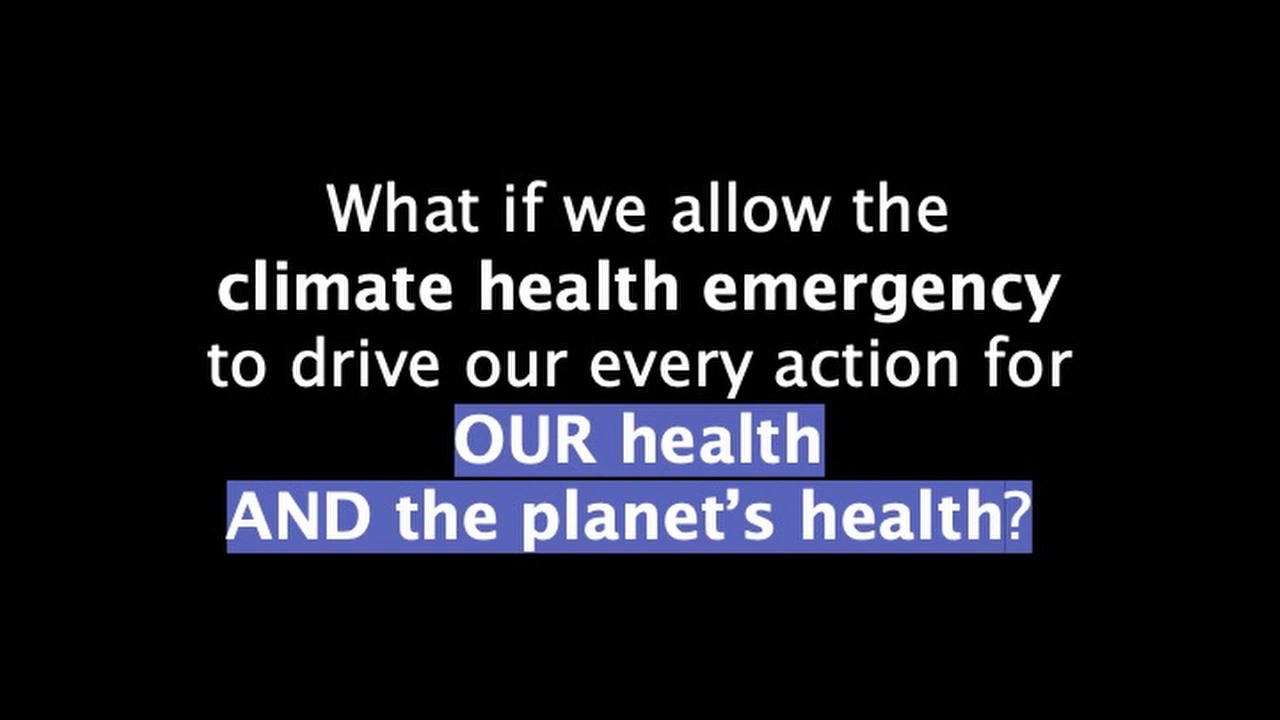 What if we allow the
climate health emergency
to drive our every action for
OUR health
AND the planet’s health?